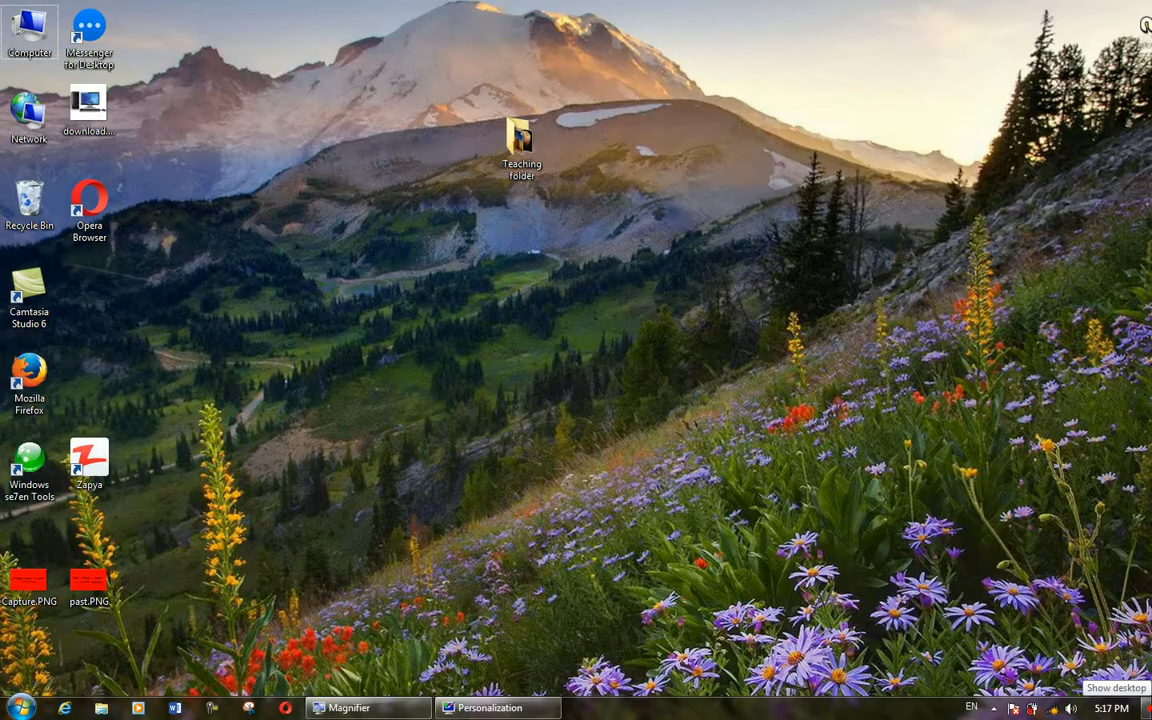 Computer
Messenger
for Desktop
Network
download....
Teaching
folder
Recycle Bin
Opera
Browser
Camtasia
Studio 6
Mozilla
Firefox
Windows
se7en Tools
Zapya
Capture.PNG
past.PNG
Show desktop
Magnifier
Personalization
EN
5:17 PM